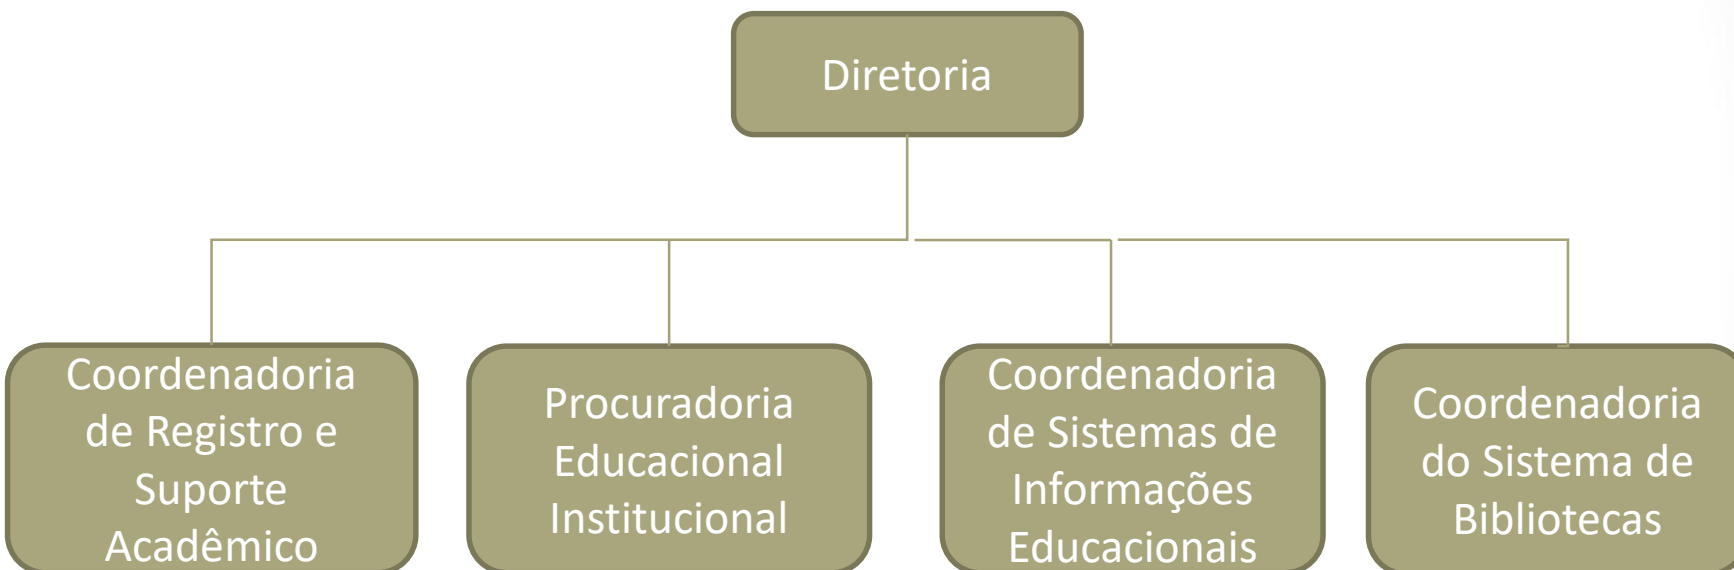 Diretoria
Coordenadoria
de Registro e
Suporte
Acadêmico
Procuradoria
Educacional
Institucional
Coordenadoria
de Sistemas de
Informações
Educacionais
Coordenadoria
do Sistema de
Bibliotecas